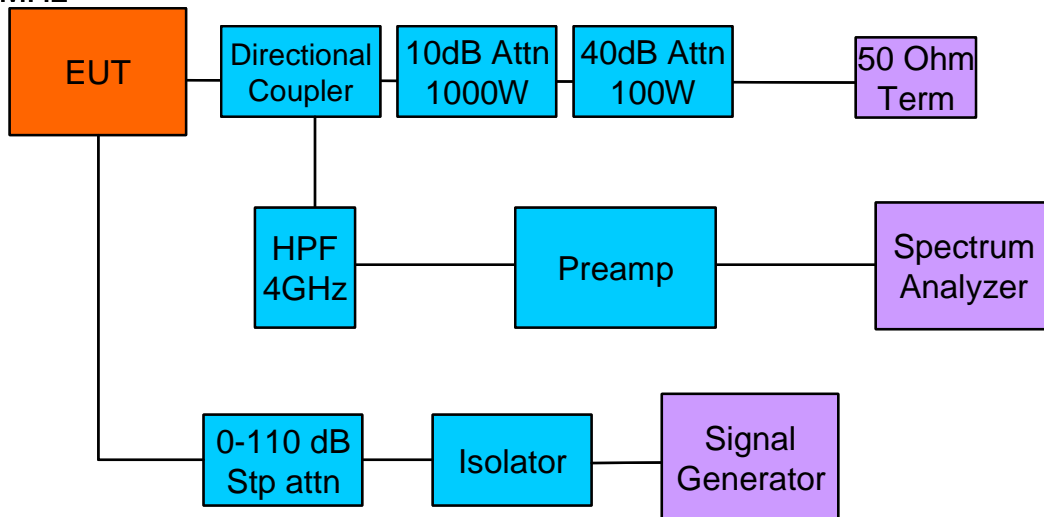 EUT
Directional
Coupler
10dB Attn
1000W
40dB Attn
100W
50 Ohm
Term
HPF
4GHz
Preamp
Spectrum
Analyzer
0-110 dB
Stp attn
Isolator
Signal
Generator